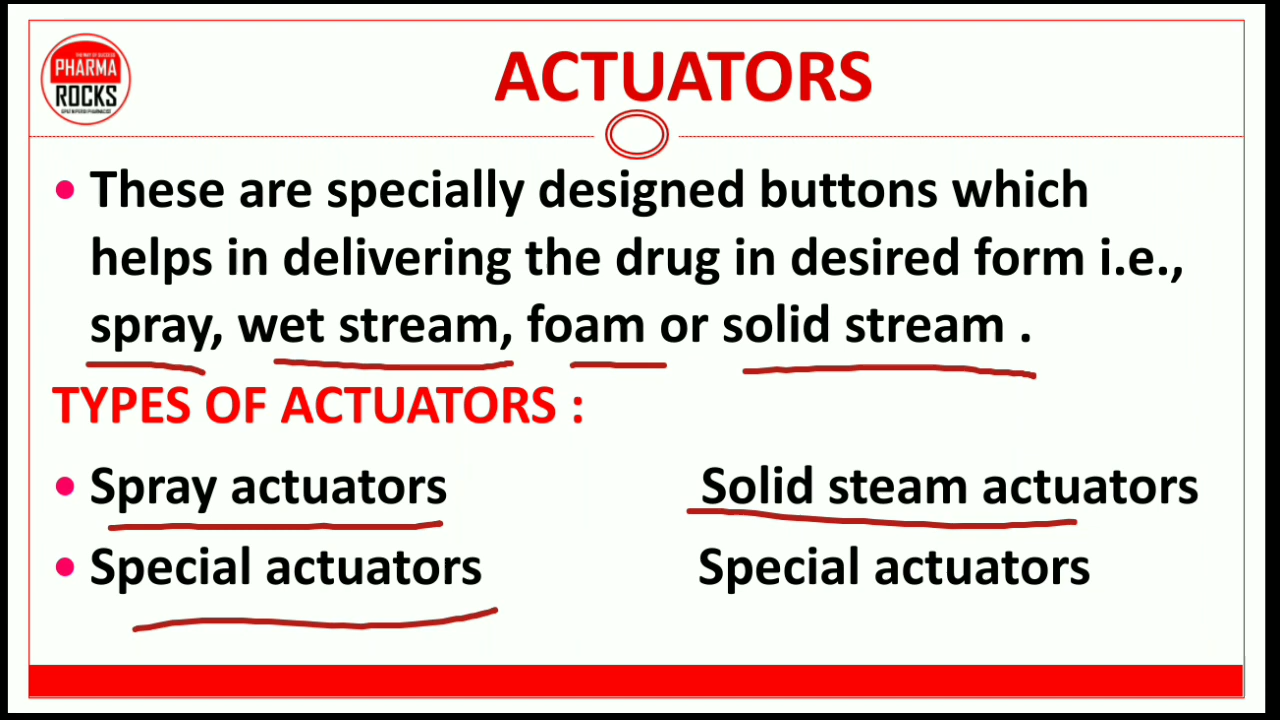 PHARMA
ROCKS
ACTUATORS
• These are specially designed buttons which
helps in delivering the drug in desired form i.e.,
spray, wet stream, foam or solid stream .
TYPES OF ACTUATORS :
• Spray actuators Solid steam actuators
• Special actuators Special actuators